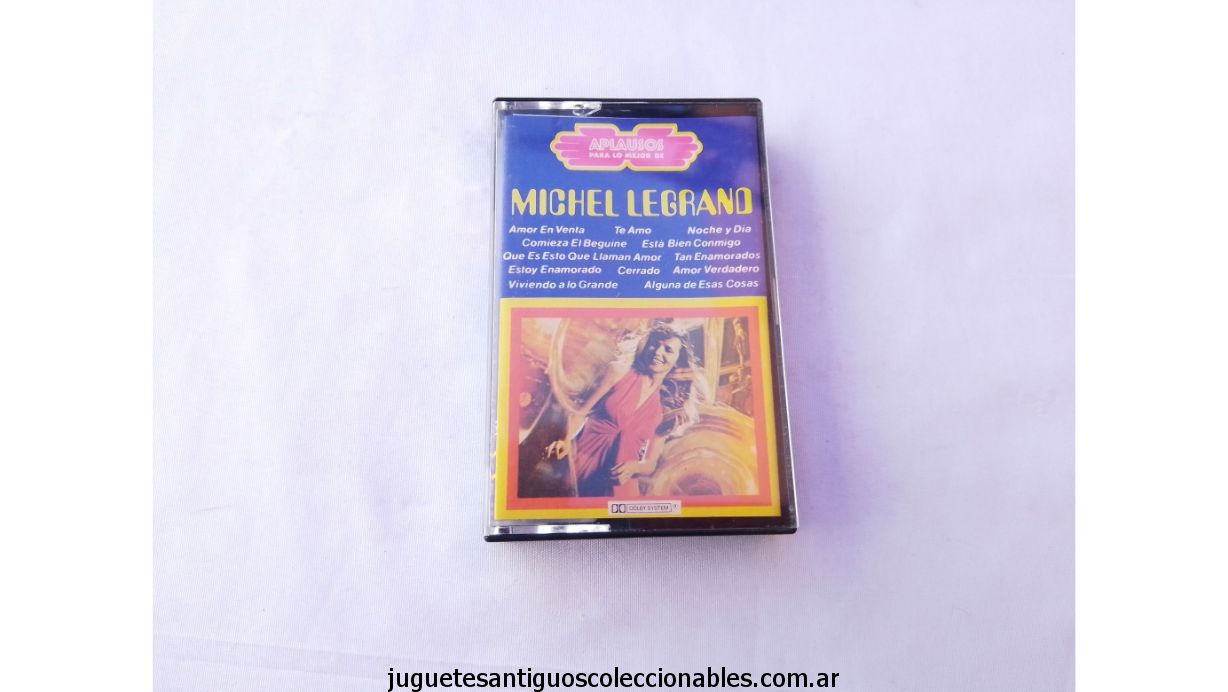 APLAUSOS
PARA LO MEJOR DE
MICHEL LEGRAND
Amor En Venta Te Amo Noche y Dia
Comieza El Beguine Está Bien Conmigo
Que Es Esto Que Llaman Amor Tan Enamorados
Estoy Enamorado Cerrado Amor Verdadero
Viviendo a lo Grande Alguna de Esas Cosas
DOLBY SYSTEM
juguetesantiguoscoleccionables.com.ar